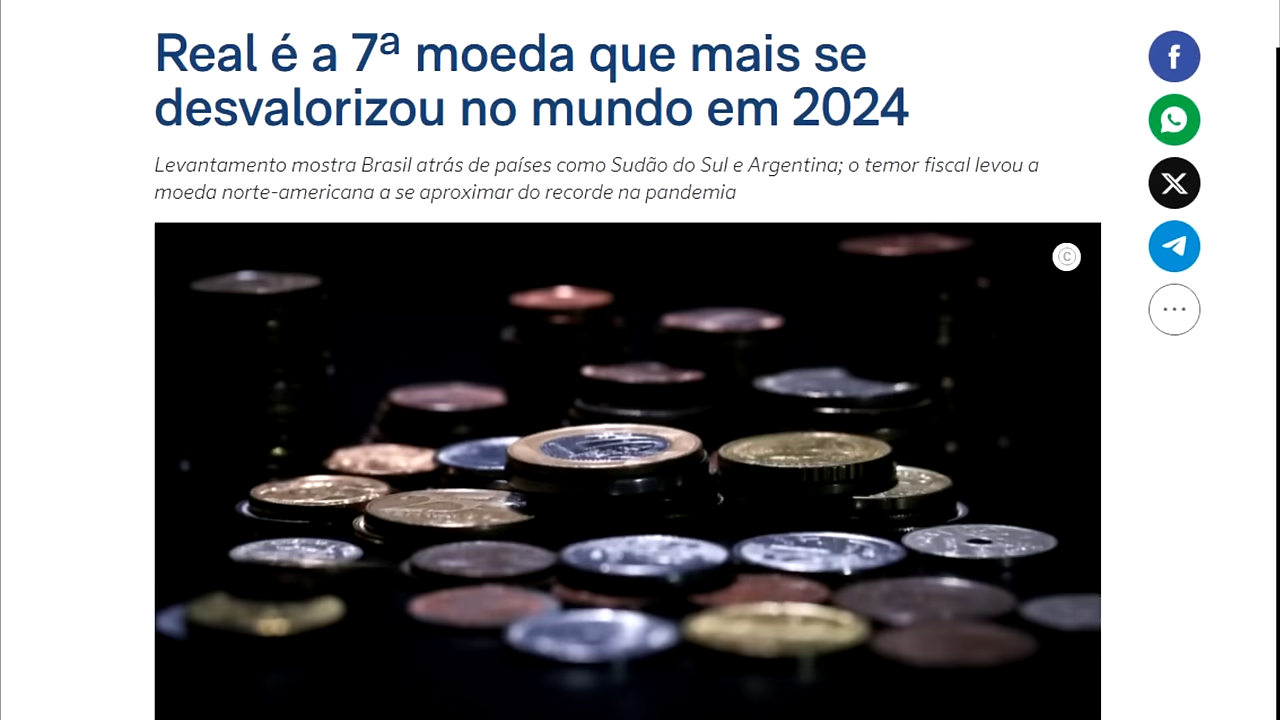 Real é a 7ª moeda que mais se
desvalorizou no mundo em 2024
Levantamento mostra Brasil atrás de países como Sudão do Sul e Argentina; o temor fiscal levou a
moeda norte-americana a se aproximar do recorde na pandemia
©